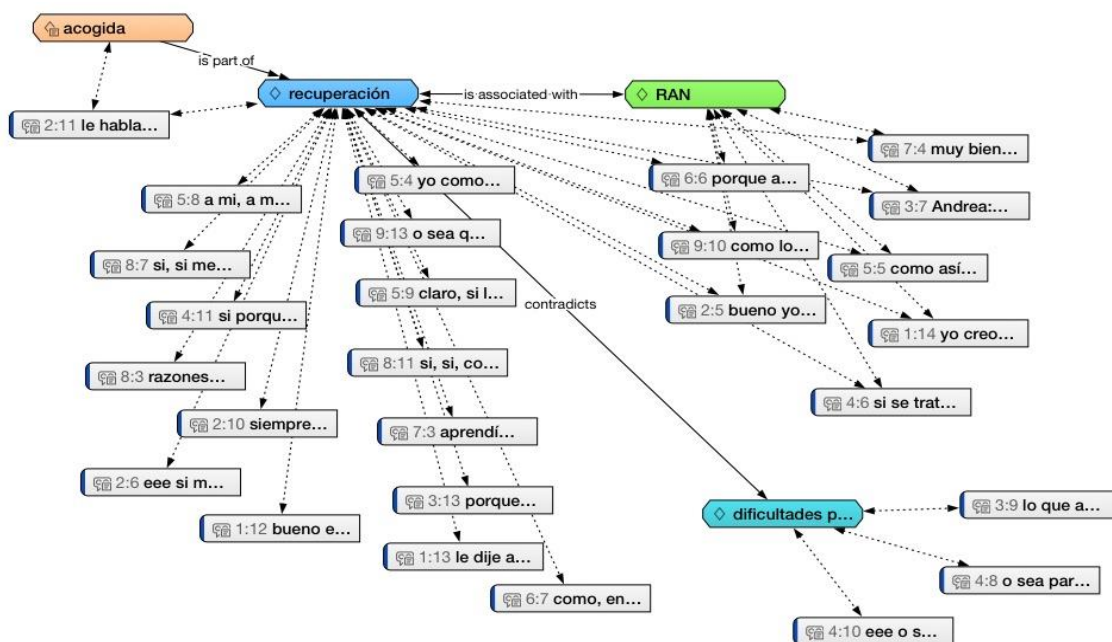 acogida
is part of
recuperación
is associated with
RAN
2:11 le habla...
7:4 muy bien...
5:4 yo como...
6:6 porque a...
5:8 a mi, a m...
3:7 Andrea:...
9:13 o sea q...
9:10 como lo...
8:7 si, si me...
5:5 como así...
5:9 claro, si l...
contradicts
2:5 bueno yo...
4:11 si porqu...
1:14 yo creo...
8:11 si, si, co...
8:3 razones...
4:6 si se trat...
2:10 siempre...
7:3 aprendí...
2:6 eee si m...
3:13 porque...
dificultades p...
3:9 lo que a...
1:12 bueno e...
1:13 le dije a...
4:8 o sea par...
6:7 como, en...
4:10 eee o s...